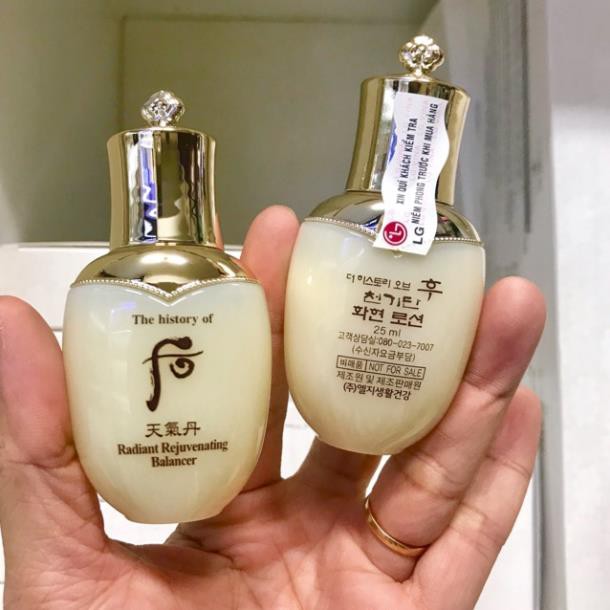 The history of
后
天氣丹
Radiant Rejuvenating
Balancer
XIN QUÍ KHÁCH KIỂM TRA
NIÊM PHONG TRƯỚC KHI MUA HÀNG
LG
더 히스토리 오브 후
천기단
화현 로션
25 ml
고객상담실:080-023-7007
(수신자요금부담)
비매품 NOT FOR SALE
제조원 및 제조판매원
(주)엘지생활건강